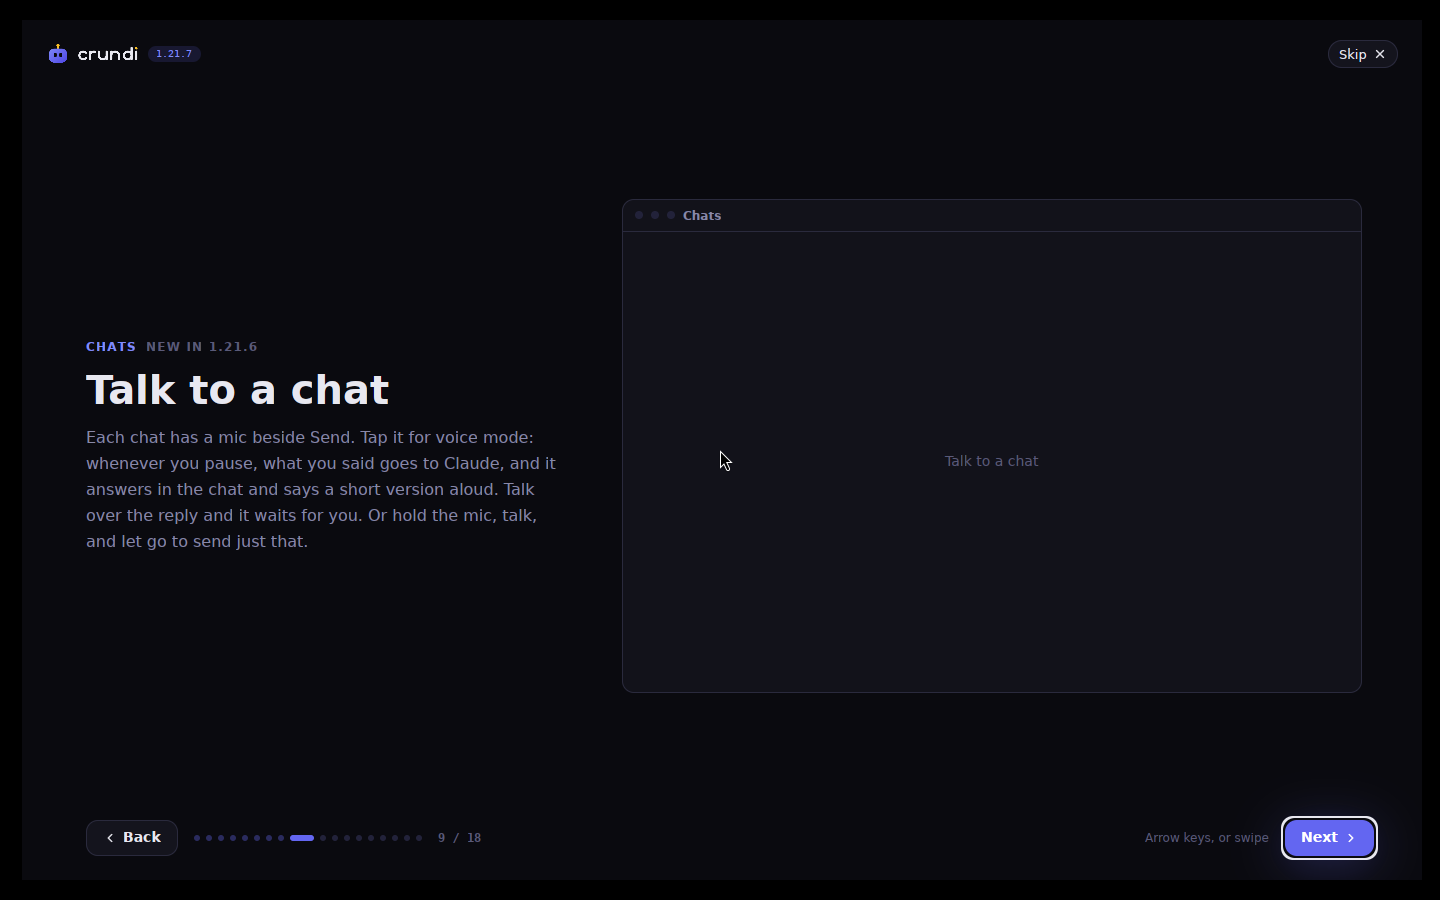 crundi 1.21.7
Skip
Chats
CHATS NEW IN 1.21.6
Talk to a chat
Each chat has a mic beside Send. Tap it for voice mode:
whenever you pause, what you said goes to Claude, and it
answers in the chat and says a short version aloud. Talk
over the reply and it waits for you. Or hold the mic, talk,
and let go to send just that.
Talk to a chat
Back
9 / 18
Arrow keys, or swipe
Next